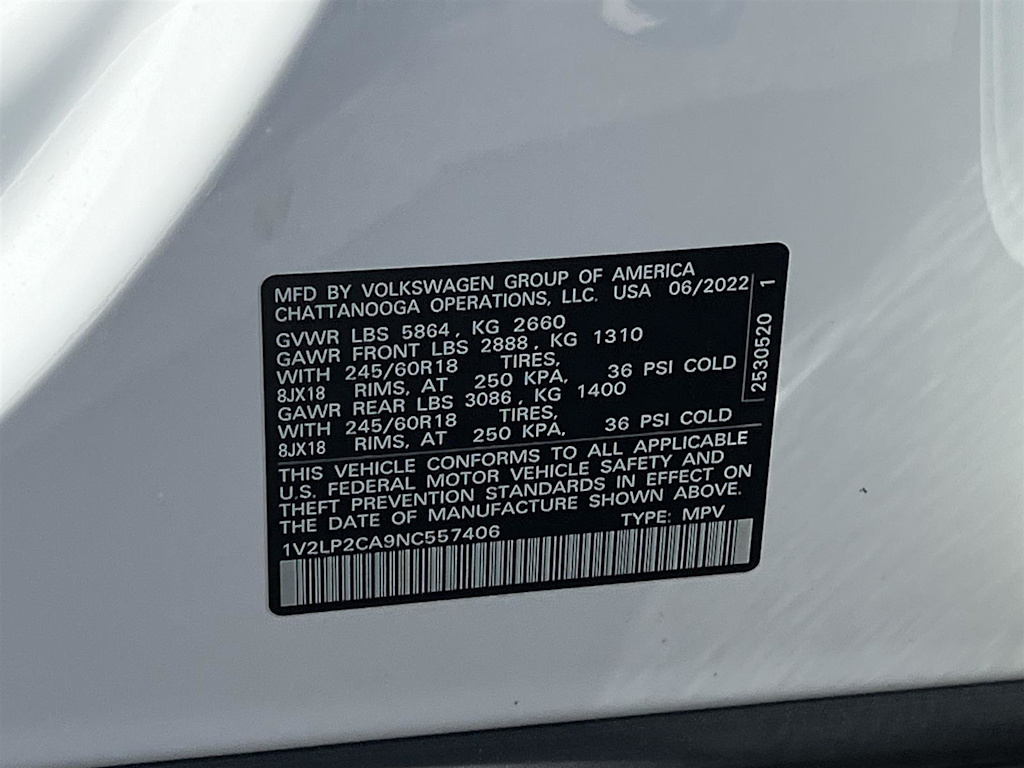 MFD BY VOLKSWAGEN GROUP OF AMERICA
CHATTANOOGA OPERATIONS, LLC. USA 06/2022
GVWR LBS 5864, KG 2660
GAWR FRONT LBS 2888, KG 1310
WITH 245/60R18 TIRES,
8JX18 RIMS, AT 250 KPA, 36 PSI COLD
GAWR REAR LBS 3086, KG 1400
WITH 245/60R18 TIRES,
8JX18 RIMS, AT 250 KPA, 36 PSI COLD
2530520 1
THIS VEHICLE CONFORMS TO ALL APPLICABLE
U.S. FEDERAL MOTOR VEHICLE SAFETY AND
THEFT PREVENTION STANDARDS IN EFFECT ON
THE DATE OF MANUFACTURE SHOWN ABOVE.
1V2LP2CA9NC557406 TYPE: MPV